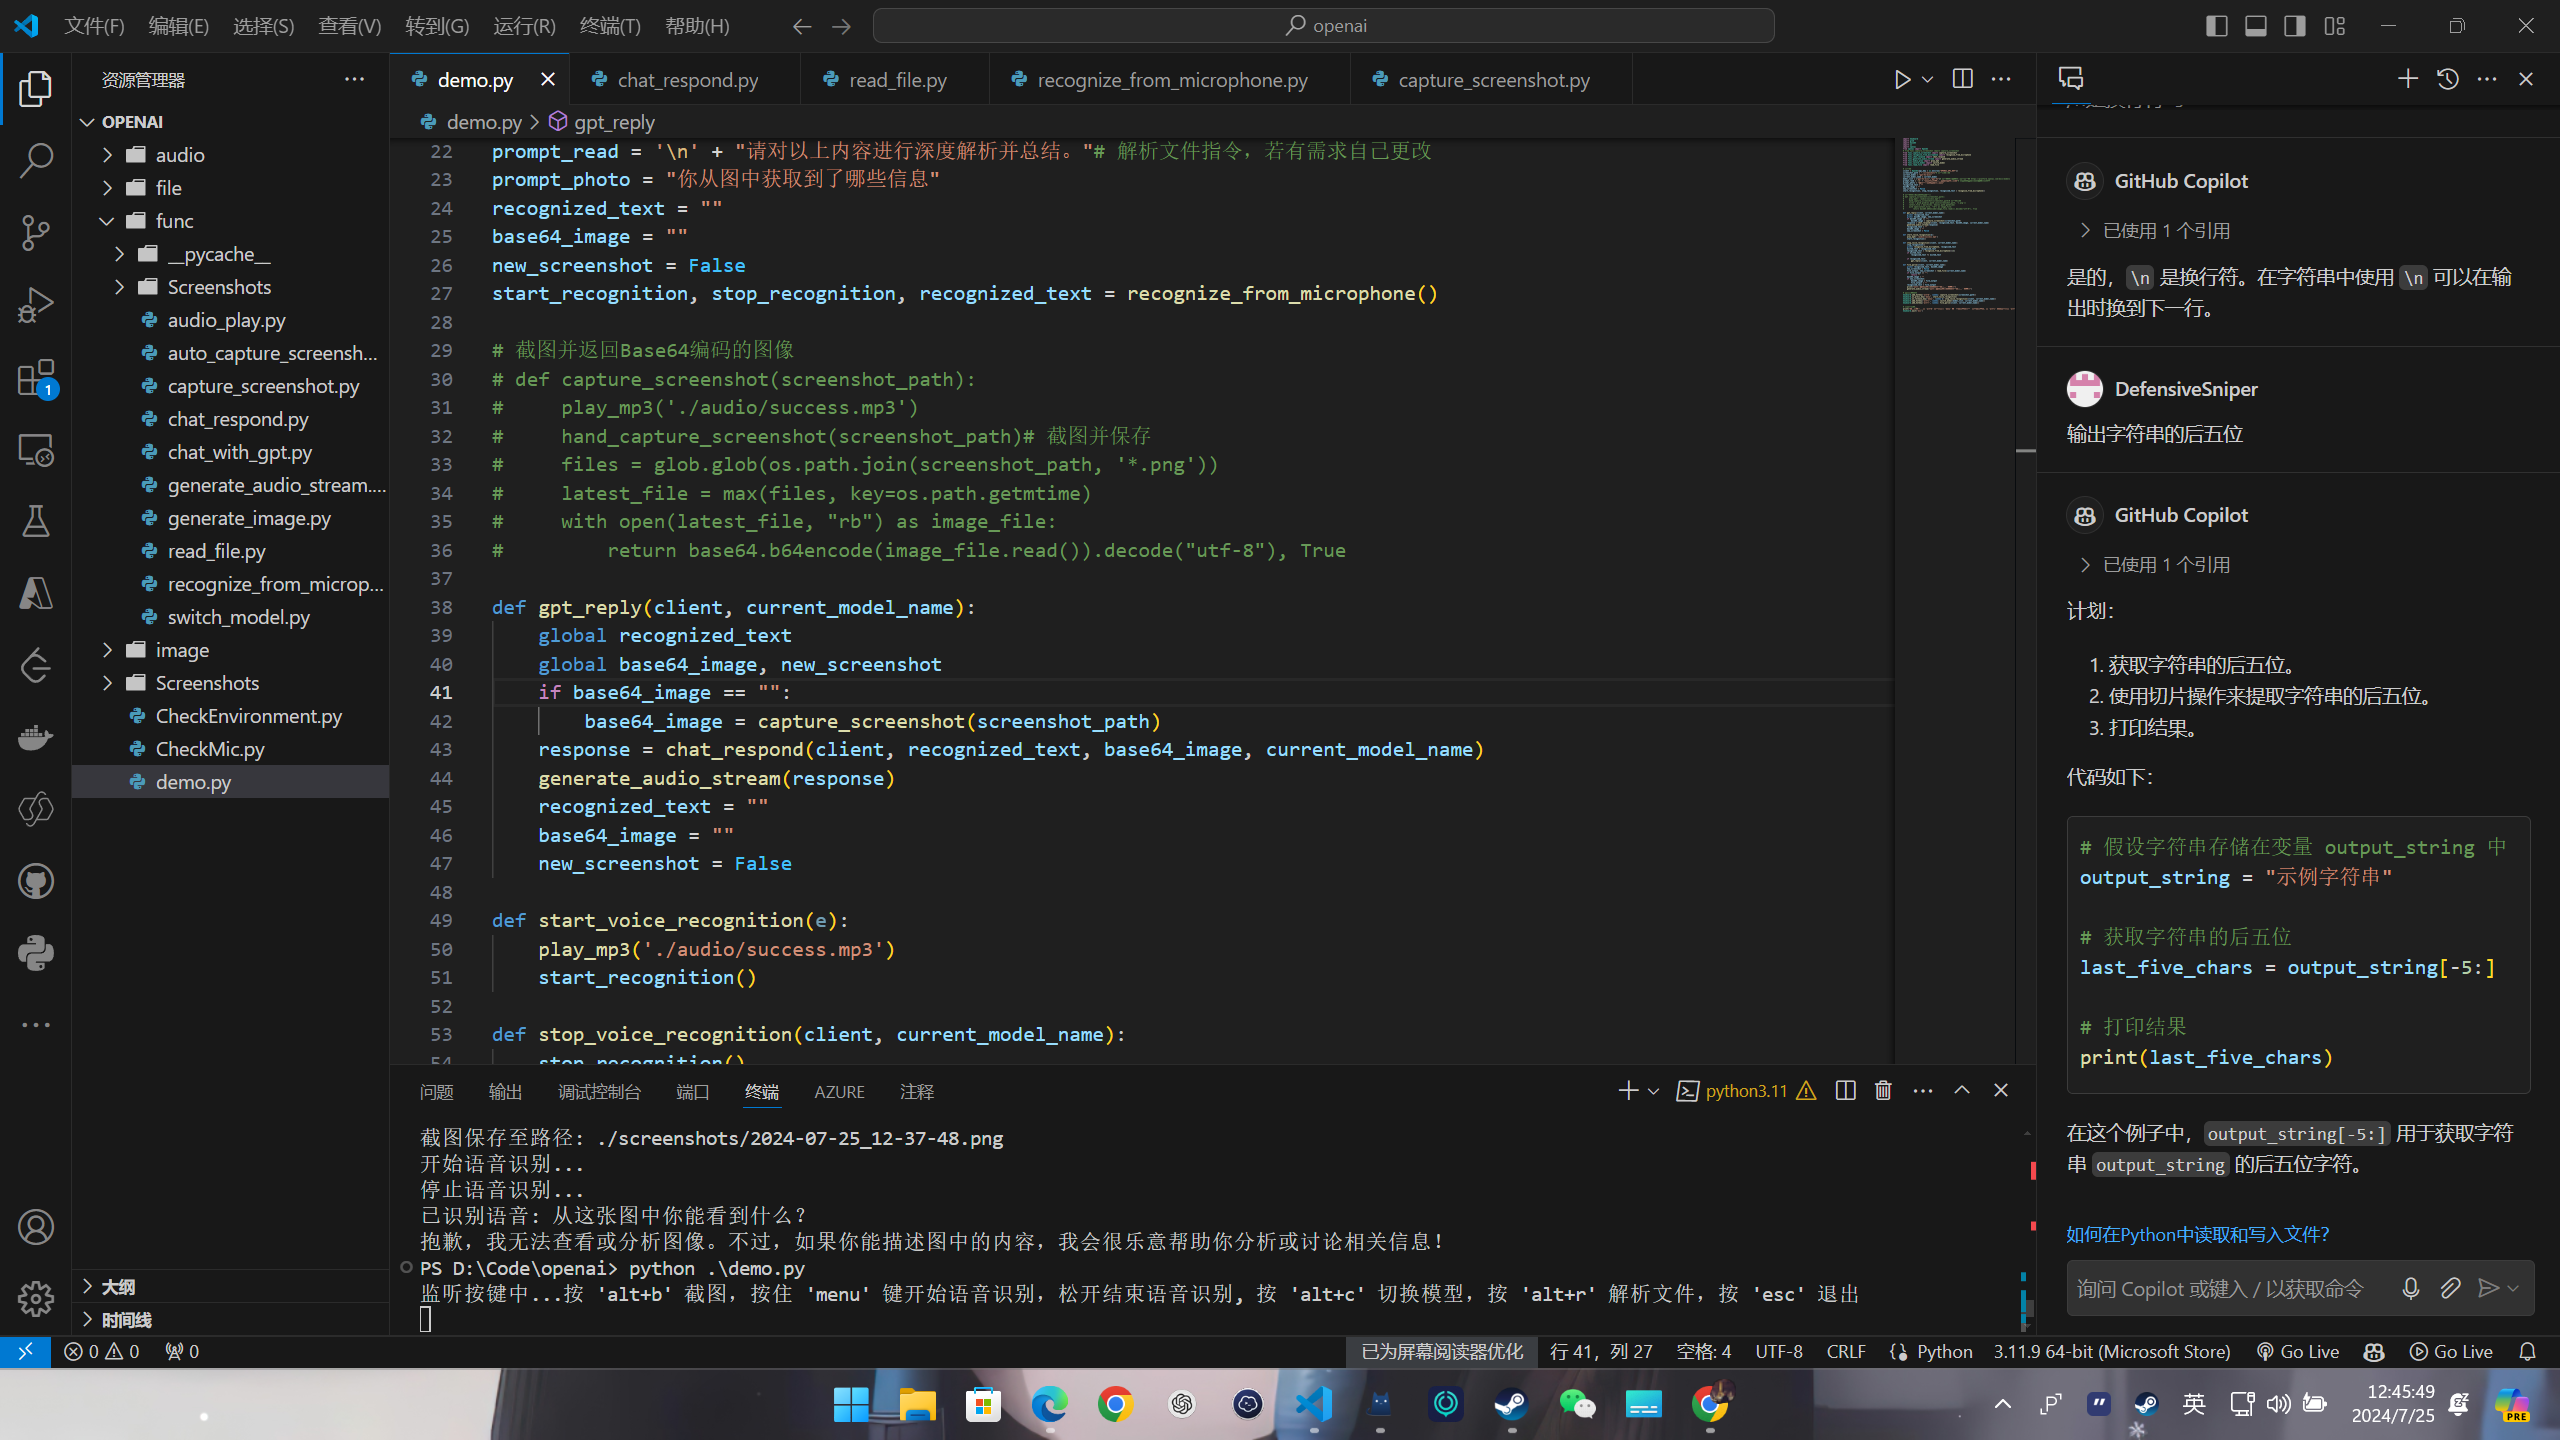 文件(F) 编辑(E) 选择(S) 查看(V) 转到(G) 运行(R) 终端(T) 帮助(H)
openai
资源管理器
OPENAI
audio
file
func
__pycache__
Screenshots
audio_play.py
auto_capture_screensh...
capture_screenshot.py
chat_respond.py
chat_with_gpt.py
generate_audio_stream....
generate_image.py
read_file.py
recognize_from_microp...
switch_model.py
image
Screenshots
CheckEnvironment.py
CheckMic.py
demo.py
大纲
时间线
demo.py chat_respond.py read_file.py recognize_from_microphone.py capture_screenshot.py
demo.py > gpt_reply
22 prompt_read = '\n' + "请对以上内容进行深度解析并总结。"# 解析文件指令，若有需求自己更改
23 prompt_photo = "你从图中获取到了哪些信息"
24 recognized_text = ""
25 base64_image = ""
26 new_screenshot = False
27 start_recognition, stop_recognition, recognized_text = recognize_from_microphone()
28
29 # 截图并返回Base64编码的图像
30 # def capture_screenshot(screenshot_path):
31 #     play_mp3('./audio/success.mp3')
32 #     hand_capture_screenshot(screenshot_path)# 截图并保存
33 #     files = glob.glob(os.path.join(screenshot_path, '*.png'))
34 #     latest_file = max(files, key=os.path.getmtime)
35 #     with open(latest_file, "rb") as image_file:
36 #         return base64.b64encode(image_file.read()).decode("utf-8"), True
37
38 def gpt_reply(client, current_model_name):
39     global recognized_text
40     global base64_image, new_screenshot
41     if base64_image == "":
42         base64_image = capture_screenshot(screenshot_path)
43     response = chat_respond(client, recognized_text, base64_image, current_model_name)
44     generate_audio_stream(response)
45     recognized_text = ""
46     base64_image = ""
47     new_screenshot = False
48
49 def start_voice_recognition(e):
50     play_mp3('./audio/success.mp3')
51     start_recognition()
52
53 def stop_voice_recognition(client, current_model_name):
54     stop_recognition()
问题 输出 调试控制台 端口 终端 AZURE 注释
python3.11
截图保存至路径: ./screenshots/2024-07-25_12-37-48.png
开始语音识别...
停止语音识别...
已识别语音: 从这张图中你能看到什么？
抱歉，我无法查看或分析图像。不过，如果你能描述图中的内容，我会很乐意帮助你分析或讨论相关信息！
PS D:\Code\openai> python .\demo.py
监听按键中...按 'alt+b' 截图，按住 'menu' 键开始语音识别，松开结束语音识别, 按 'alt+c' 切换模型，按 'alt+r' 解析文件，按 'esc' 退出
GitHub Copilot
已使用 1 个引用
是的，\n 是换行符。在字符串中使用 \n 可以在输
出时换到下一行。
DefensiveSniper
输出字符串的后五位
GitHub Copilot
已使用 1 个引用
计划：
1. 获取字符串的后五位。
2. 使用切片操作来提取字符串的后五位。
3. 打印结果。
代码如下：
# 假设字符串存储在变量 output_string 中
output_string = "示例字符串"
# 获取字符串的后五位
last_five_chars = output_string[-5:]
# 打印结果
print(last_five_chars)
在这个例子中，output_string[-5:] 用于获取字符
串 output_string 的后五位字符。
如何在Python中读取和写入文件？
询问 Copilot 或键入 / 以获取命令
1
0 0 0
已为屏幕阅读器优化 行 41，列 27 空格: 4 UTF-8 CRLF Python 3.11.9 64-bit (Microsoft Store) Go Live Go Live
英
12:45:49
2024/7/25
PRE